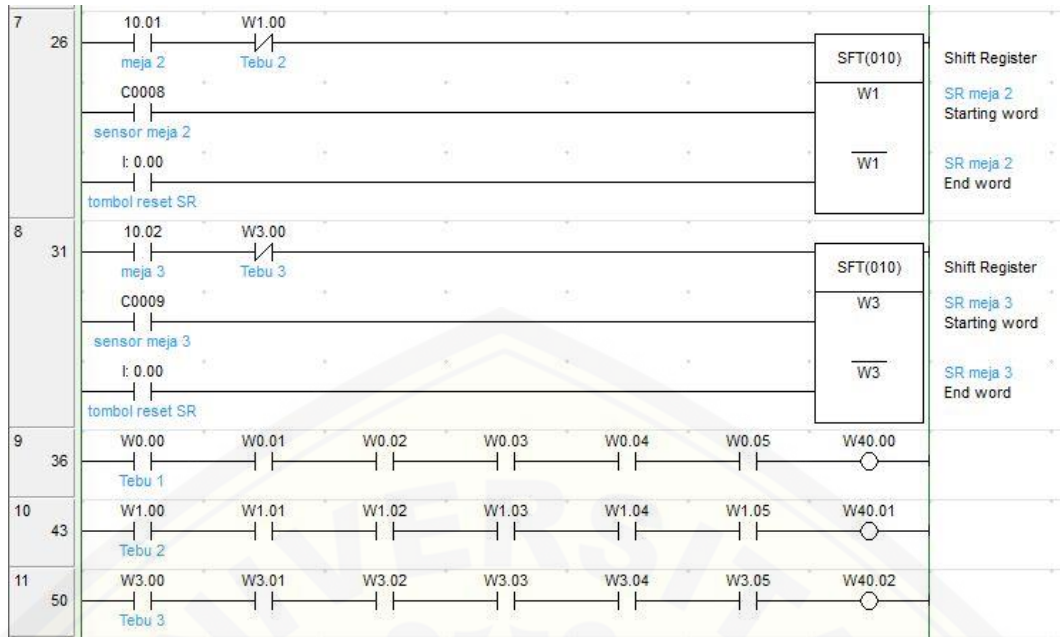 7
10.01 W1.00
26
meja 2 Tebu 2
SFT(010) Shift Register
C0008 W1 SR meja 2
Starting word
sensor meja 2
I: 0.00 W1 SR meja 2
End word
tombol reset SR
8
10.02 W3.00
31
meja 3 Tebu 3
SFT(010) Shift Register
C0009 W3 SR meja 3
Starting word
sensor meja 3
I: 0.00 W3 SR meja 3
End word
tombol reset SR
9 W0.00 W0.01 W0.02 W0.03 W0.04 W0.05 W40.00
36
Tebu 1
10 W1.00 W1.01 W1.02 W1.03 W1.04 W1.05 W40.01
43
Tebu 2
11 W3.00 W3.01 W3.02 W3.03 W3.04 W3.05 W40.02
50
Tebu 3
UNIVERSIT